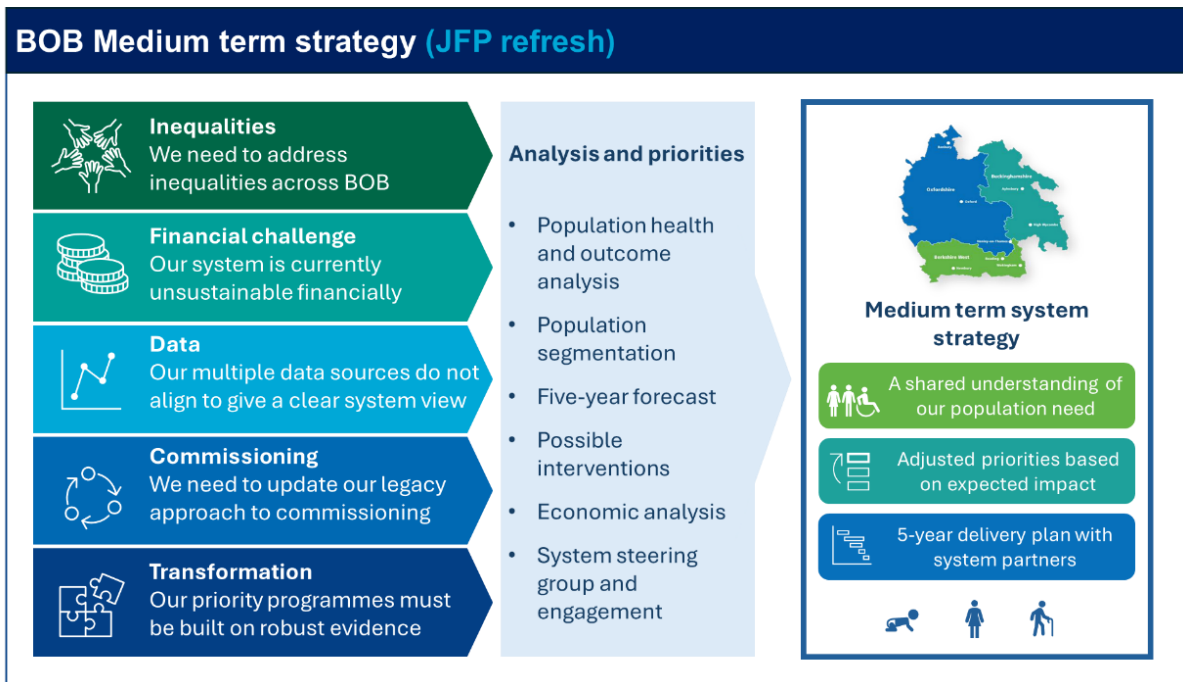 BOB Medium term strategy (JFP refresh)
Inequalities
We need to address
inequalities across BOB
Financial challenge
Our system is currently
unsustainable financially
Data
Our multiple data sources do not
align to give a clear system view
Commissioning
We need to update our legacy
approach to commissioning
Transformation
Our priority programmes must
be built on robust evidence
Analysis and priorities
• Population health
and outcome
analysis
• Population
segmentation
• Five-year forecast
• Possible
interventions
• Economic analysis
• System steering
group and
engagement
Banbury
Buckinghamshire
Aylesbury
Oxfordshire
Oxford
High Wycombe
Henley-on-Thames
Berkshire West
Reading
Wokingham
Newbury
Medium term system
strategy
A shared understanding of
our population need
Adjusted priorities based
on expected impact
5-year delivery plan with
system partners